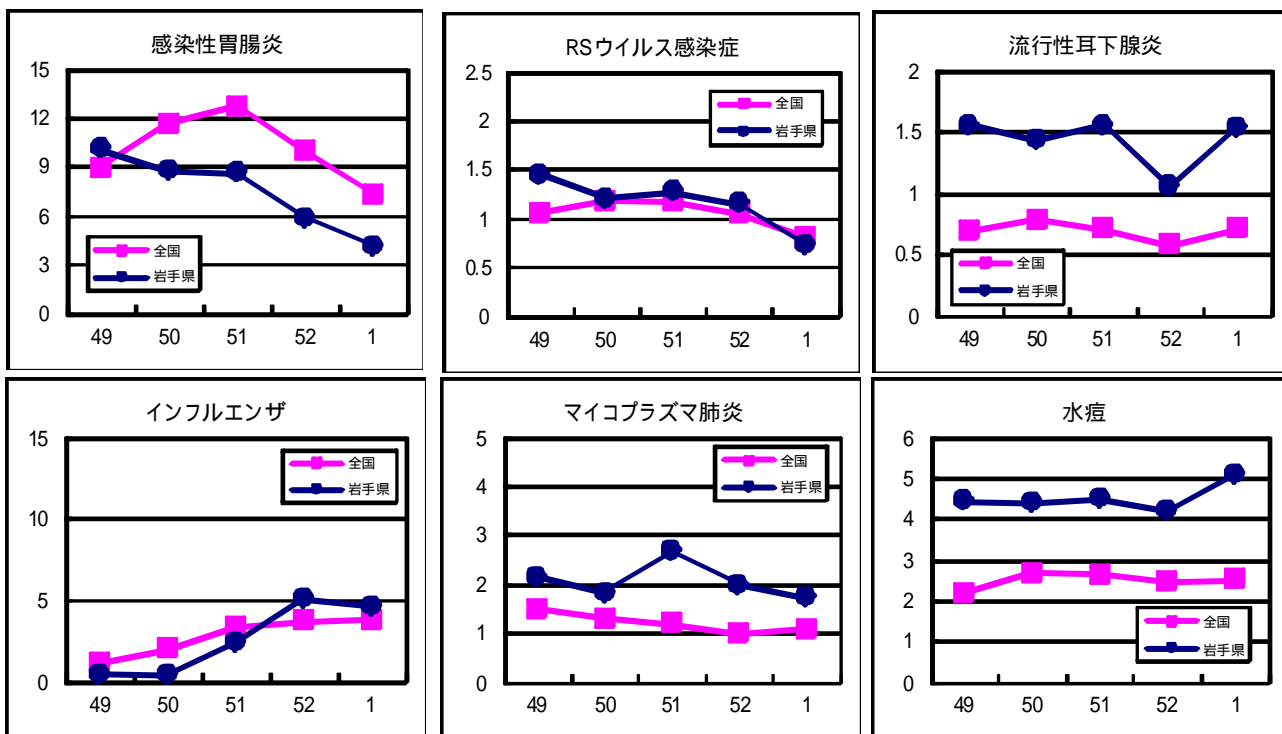 感染性胃腸炎
15
12
9
6
3
0
全国
岩手県
49 50 51 52 1
RSウイルス感染症
2.5
2
1.5
1
0.5
0
全国
岩手県
49 50 51 52 1
流行性耳下腺炎
2
1.5
1
0.5
0
全国
岩手県
49 50 51 52 1
インフルエンザ
15
10
5
0
全国
岩手県
49 50 51 52 1
マイコプラズマ肺炎
5
4
3
2
1
0
全国
岩手県
49 50 51 52 1
水痘
6
5
4
3
2
1
0
全国
岩手県
49 50 51 52 1